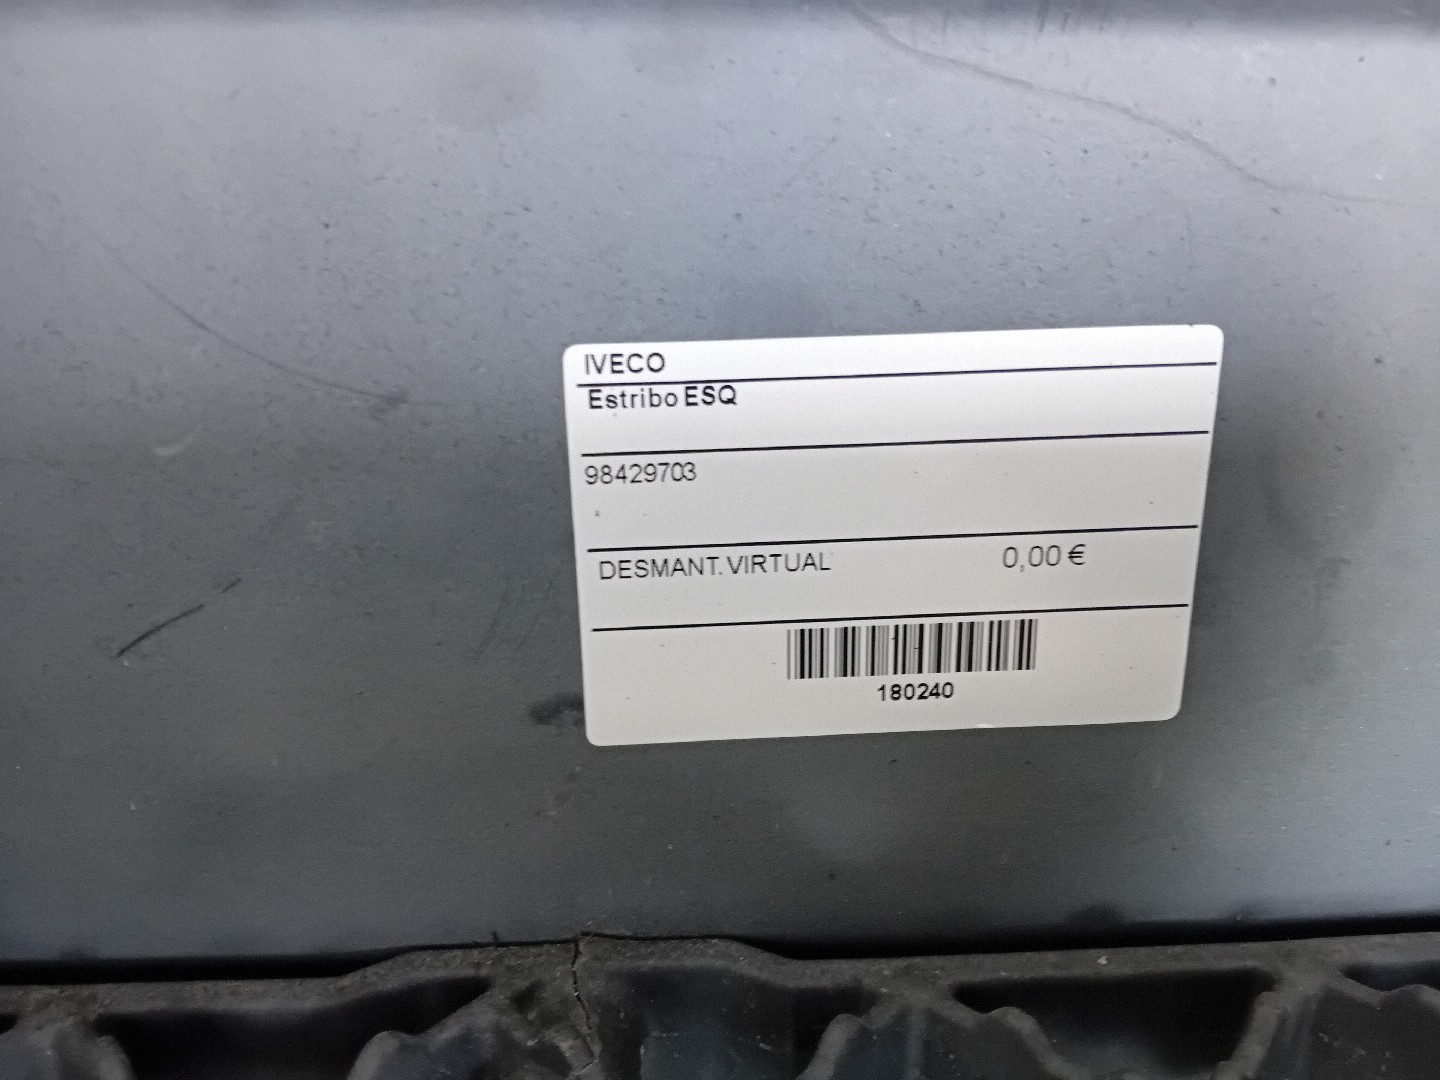 IVECO
Estribo ESQ
98429703
DESMANT. VIRTUAL 0,00 €
180240